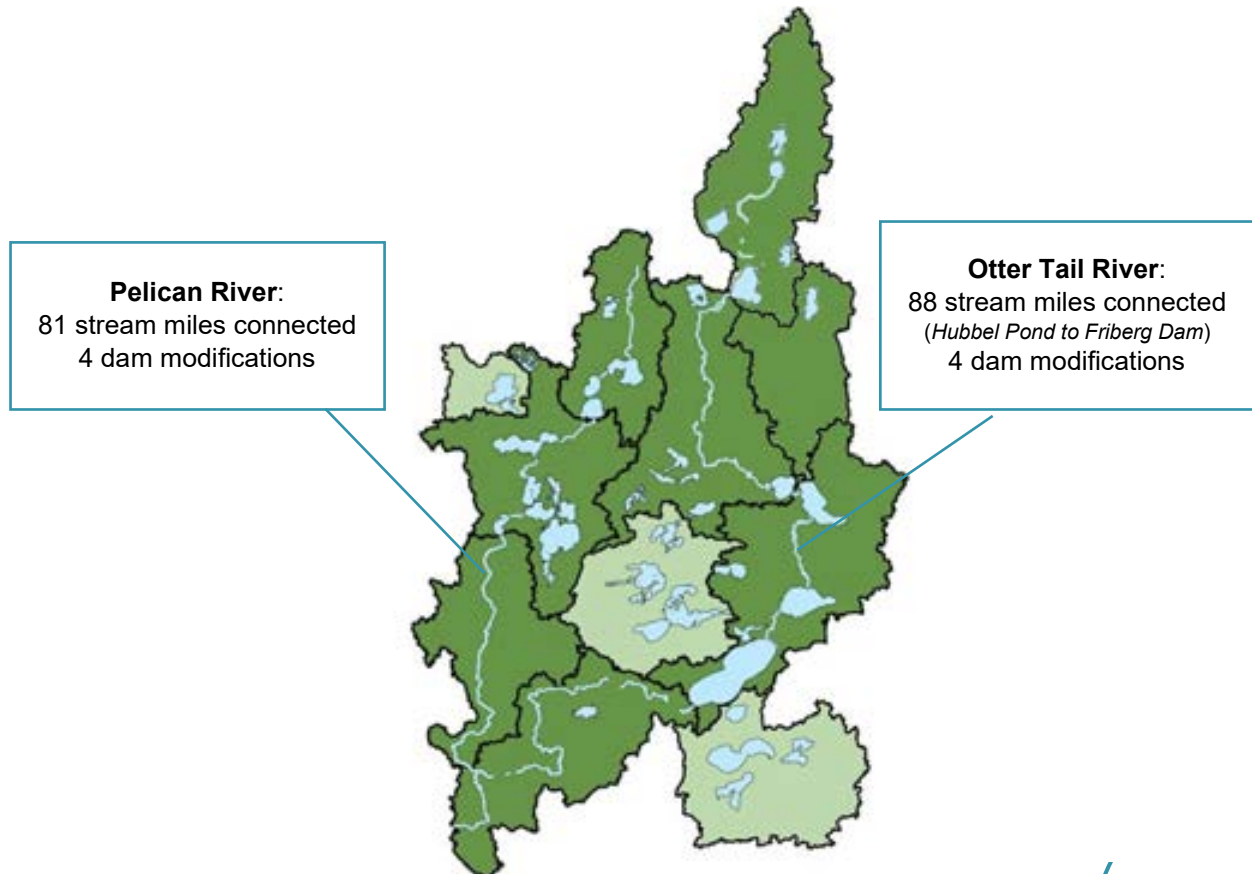 Pelican River:
81 stream miles connected
4 dam modifications
Otter Tail River:
88 stream miles connected
(Hubbel Pond to Friberg Dam)
4 dam modifications